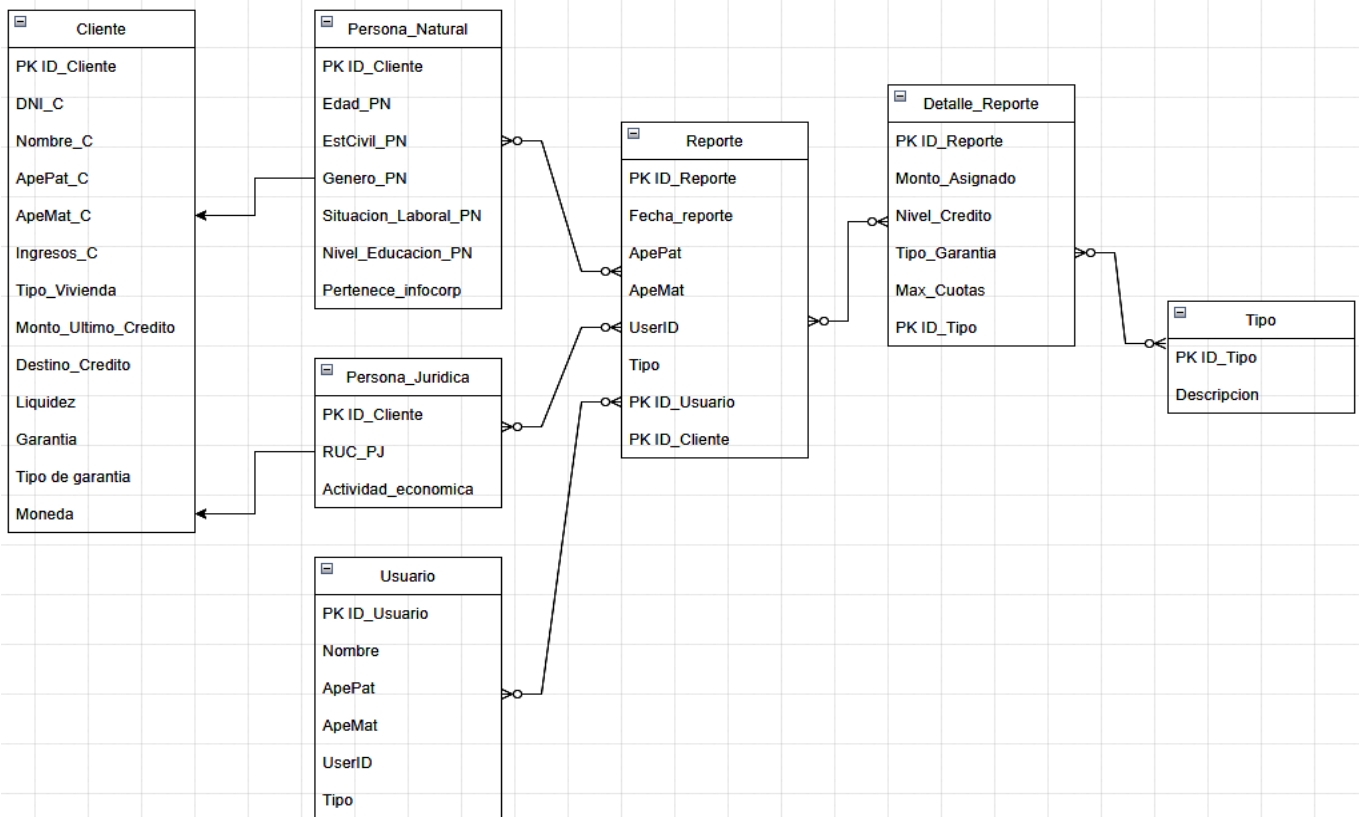 Cliente
PK ID_Cliente
DNI_C
Nombre_C
ApePat_C
ApeMat_C
Ingresos_C
Tipo_Vivienda
Monto_Ultimo_Credito
Destino_Credito
Liquidez
Garantia
Tipo de garantia
Moneda
Persona_Natural
PK ID_Cliente
Edad_PN
EstCivil_PN
Genero_PN
Situacion_Laboral_PN
Nivel_Educacion_PN
Pertenece_infocorp
Persona_Juridica
PK ID_Cliente
RUC_PJ
Actividad_economica
Usuario
PK ID_Usuario
Nombre
ApePat
ApeMat
UserID
Tipo
Reporte
PK ID_Reporte
Fecha_reporte
ApePat
ApeMat
UserID
Tipo
PK ID_Usuario
PK ID_Cliente
Detalle_Reporte
PK ID_Reporte
Monto_Asignado
Nivel_Credito
Tipo_Garantia
Max_Cuotas
PK ID_Tipo
Tipo
PK ID_Tipo
Descripcion